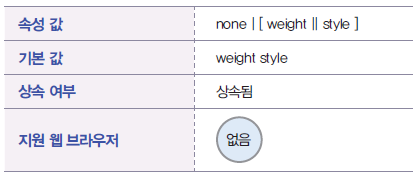 속성 값 none | [ weight || style ]
기본 값 weight style
상속 여부 상속됨
지원 웹 브라우저 없음